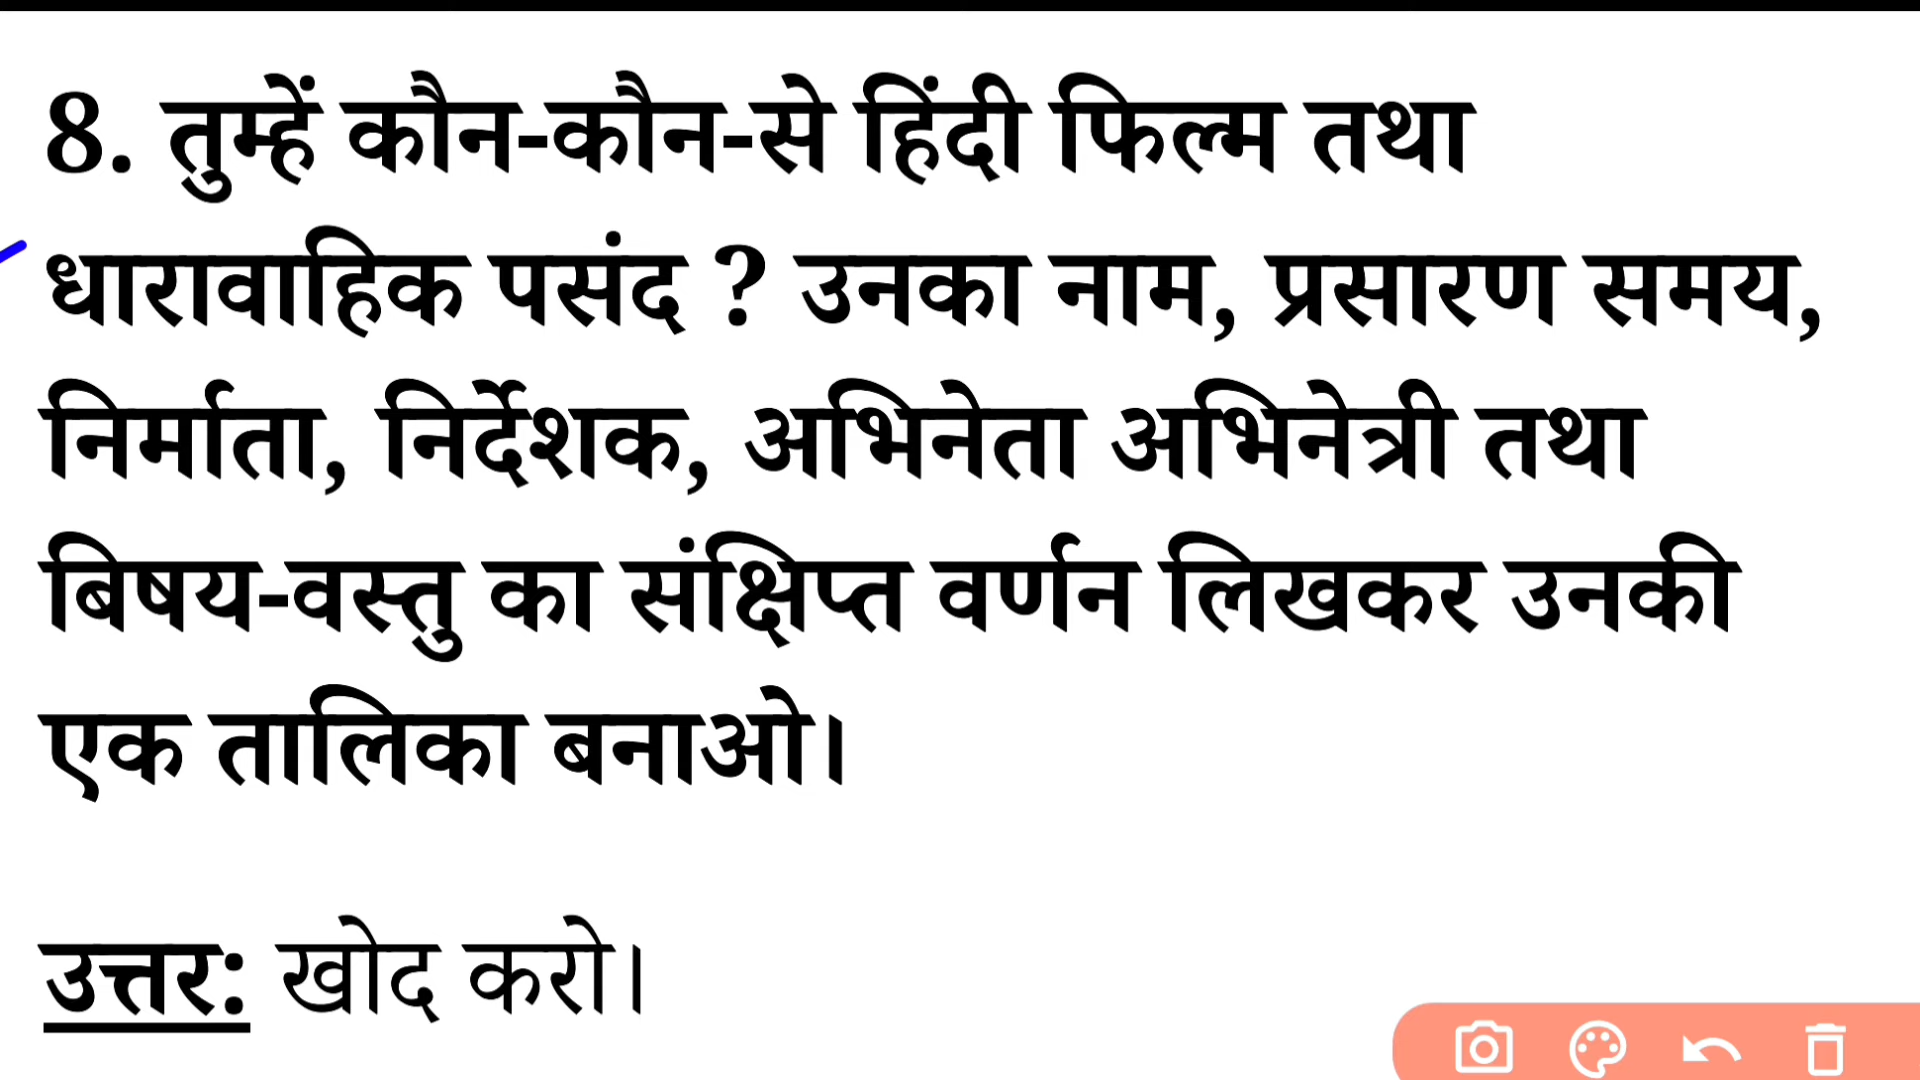 8. तुम्हें कौन-कौन-से हिंदी फिल्म तथा
धारावाहिक पसंद ? उनका नाम, प्रसारण समय,
निर्माता, निर्देशक, अभिनेता अभिनेत्री तथा
बिषय-वस्तु का संक्षिप्त वर्णन लिखकर उनकी
एक तालिका बनाओ।
उत्तर: खोद करो।